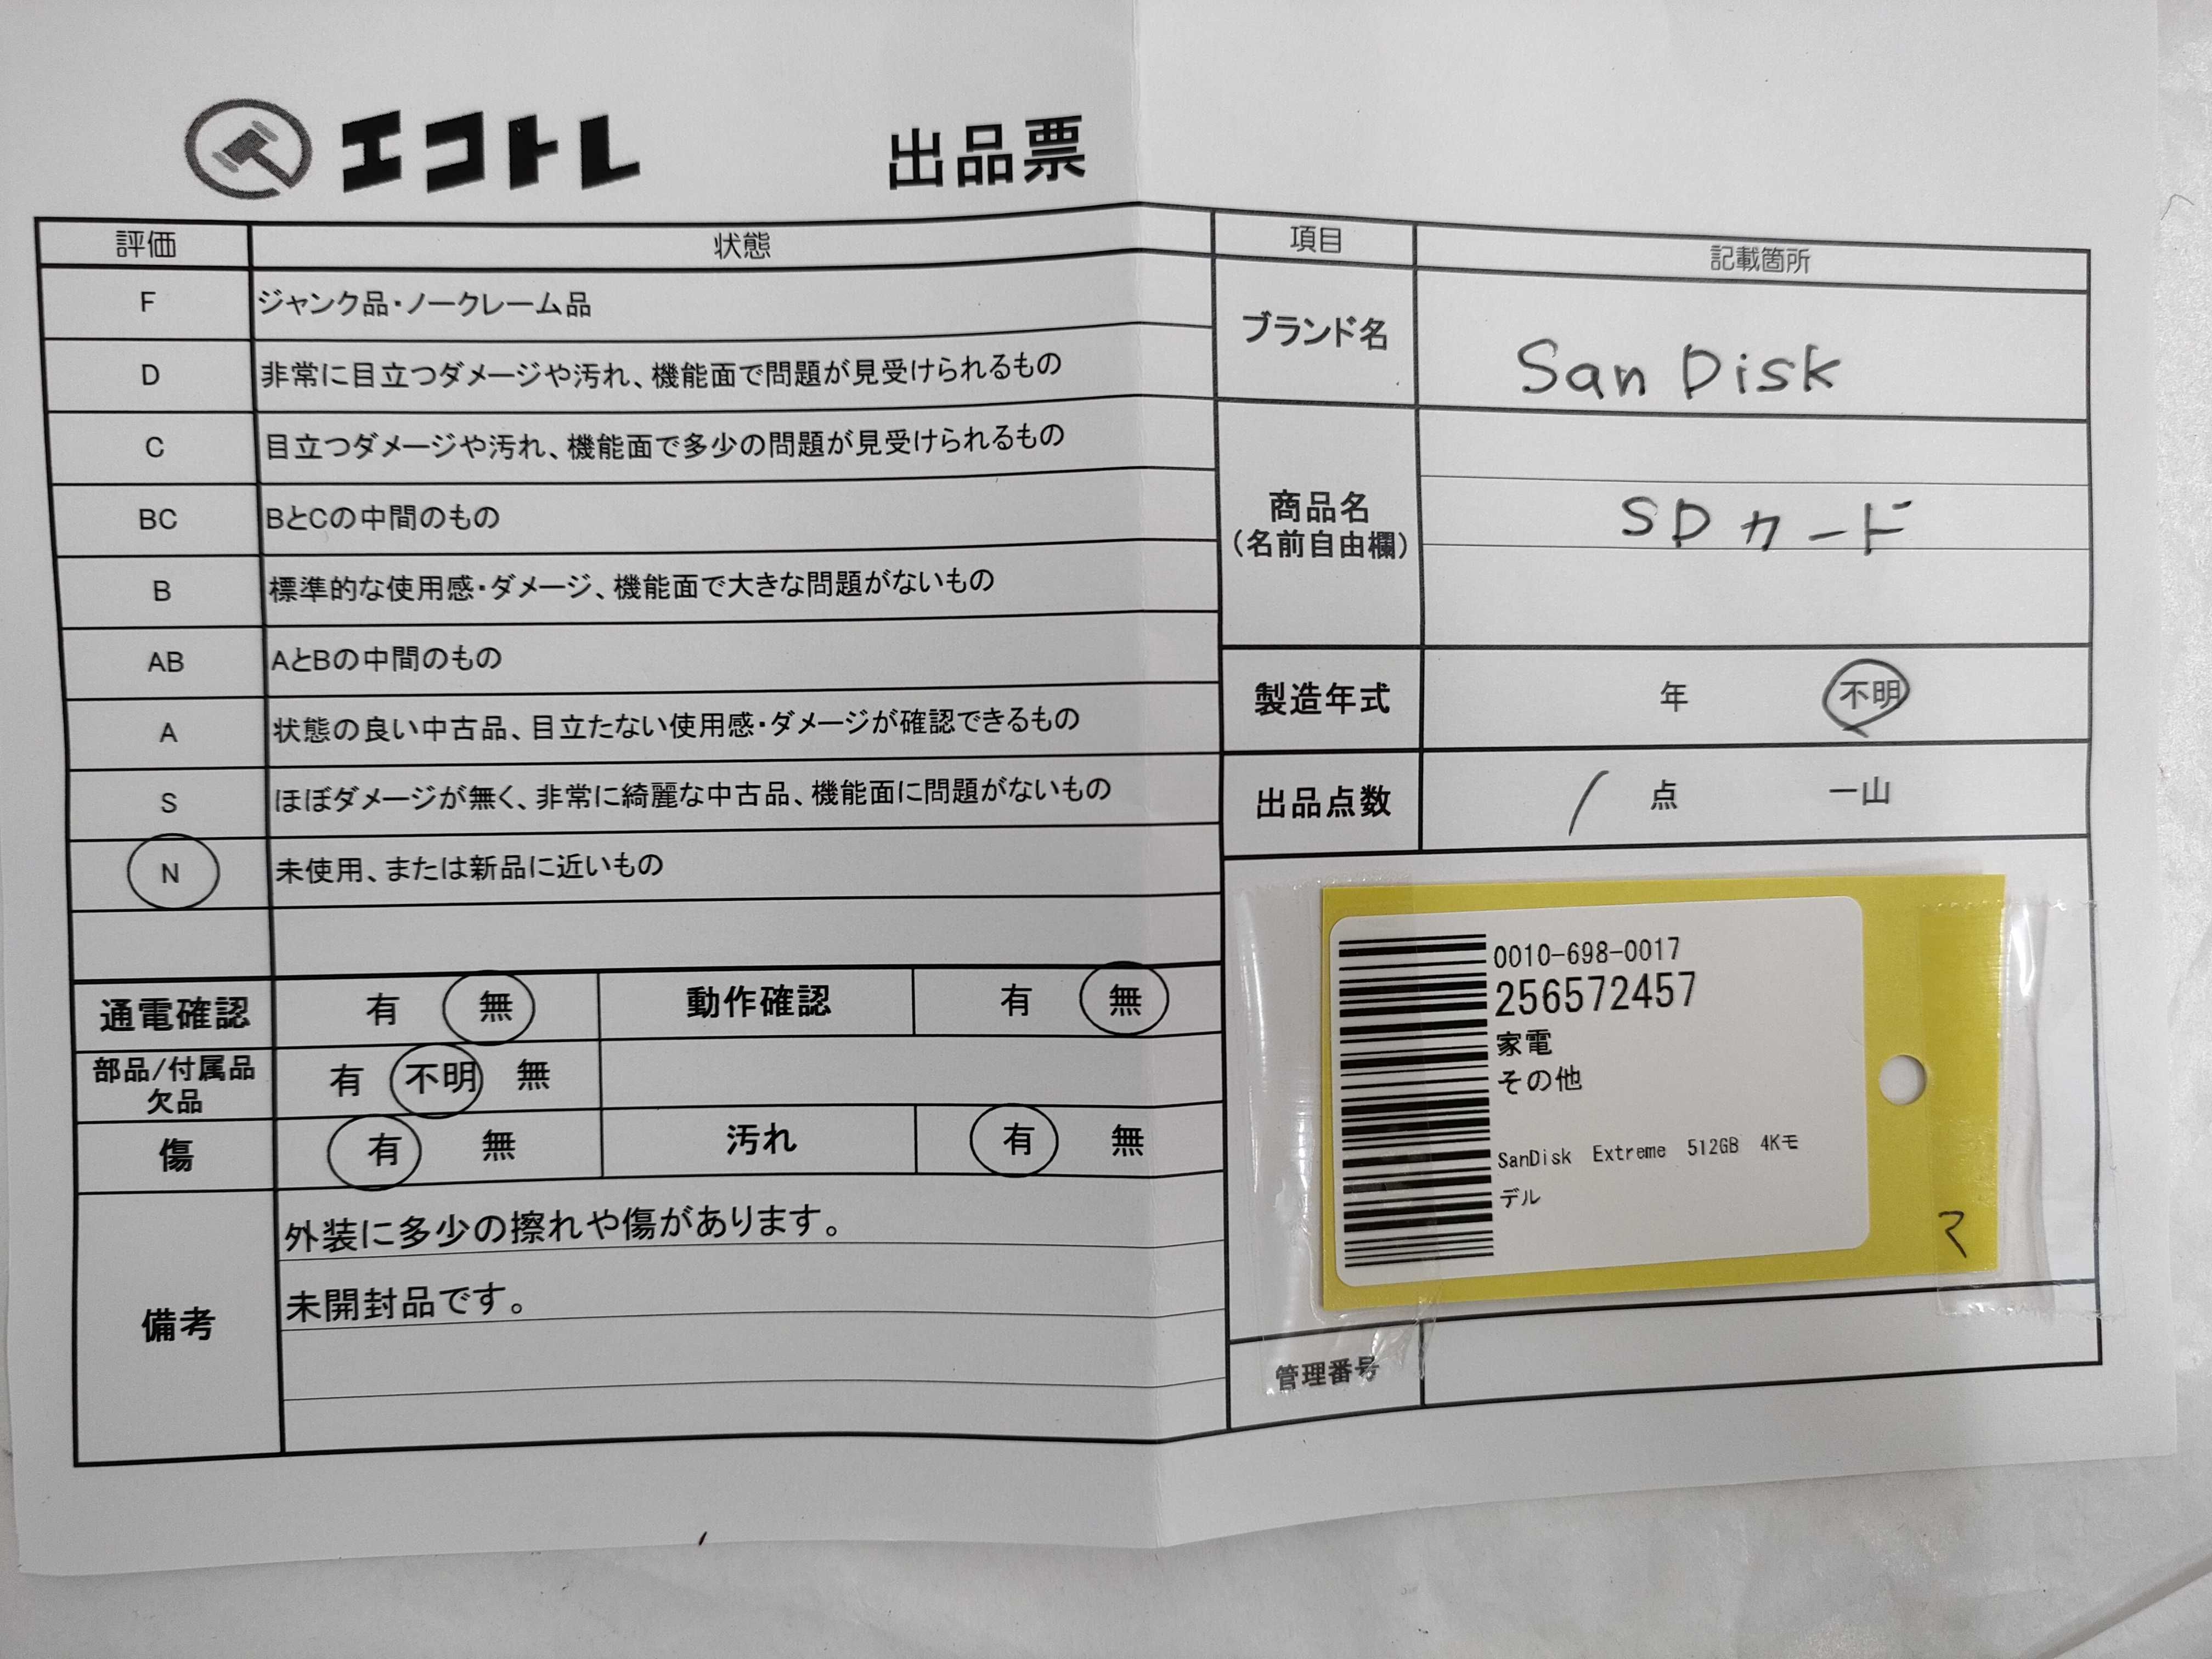 エコトレ 出品票
評価 状態
F ジャンク品・ノークレーム品
D 非常に目立つダメージや汚れ、機能面で問題が見受けられるもの
C 目立つダメージや汚れ、機能面で多少の問題が見受けられるもの
BC BとCの中間のもの
B 標準的な使用感・ダメージ、機能面で大きな問題がないもの
AB AとBの中間のもの
A 状態の良い中古品、目立たない使用感・ダメージが確認できるもの
S ほぼダメージが無く、非常に綺麗な中古品、機能面に問題がないもの
N 未使用、または新品に近いもの
通電確認 有 無 動作確認 有 無
部品/付属品
欠品
有 不明 無
傷 有 無 汚れ 有 無
備考
外装に多少の擦れや傷があります。
未開封品です。
項目 記載箇所
ブランド名 SanDisk
商品名
(名前自由欄)
SDカード
製造年式 年 不明
出品点数 1 点 一山
0010-698-0017
256572457
家電
その他
SanDisk Extreme 512GB 4Kモ
デル
マ
管理番号